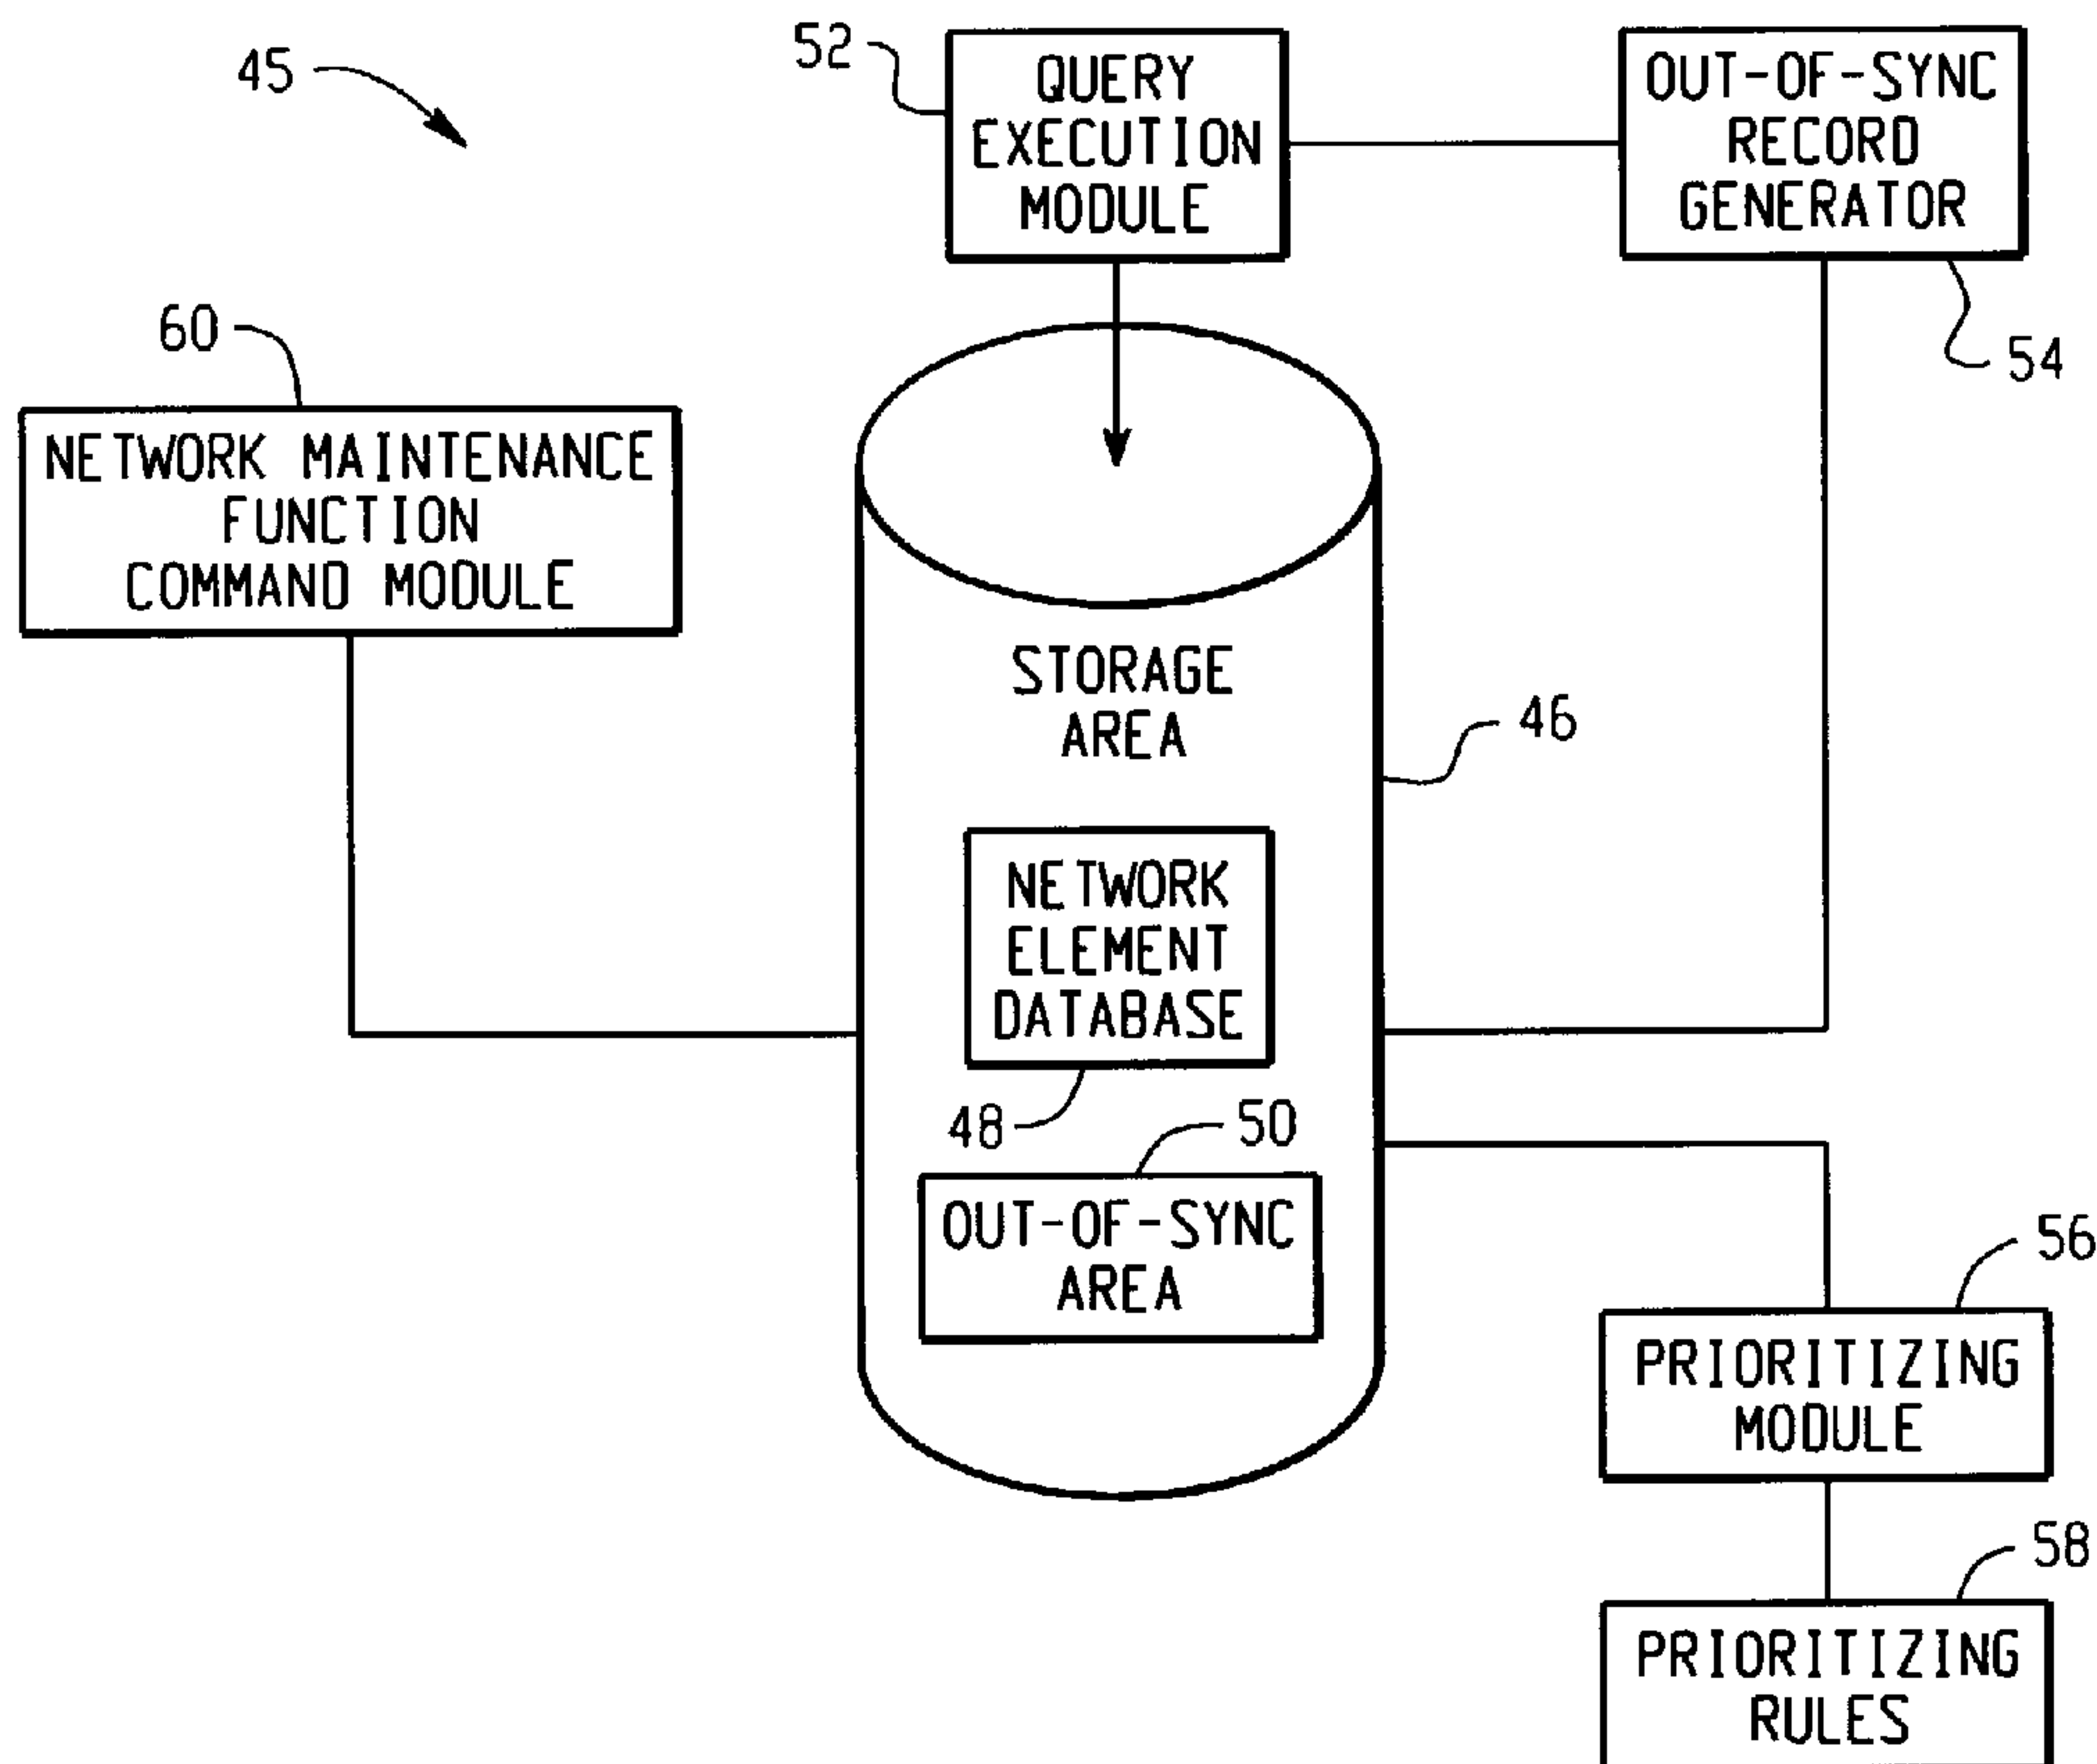 45
52
QUERY
EXECUTION
MODULE
OUT-OF-SYNC
RECORD
GENERATOR
54
60
NETWORK MAINTENANCE
FUNCTION
COMMAND MODULE
STORAGE
AREA
46
NETWORK
ELEMENT
DATABASE
48
50
OUT-OF-SYNC
AREA
56
PRIORITIZING
MODULE
58
PRIORITIZING
RULES